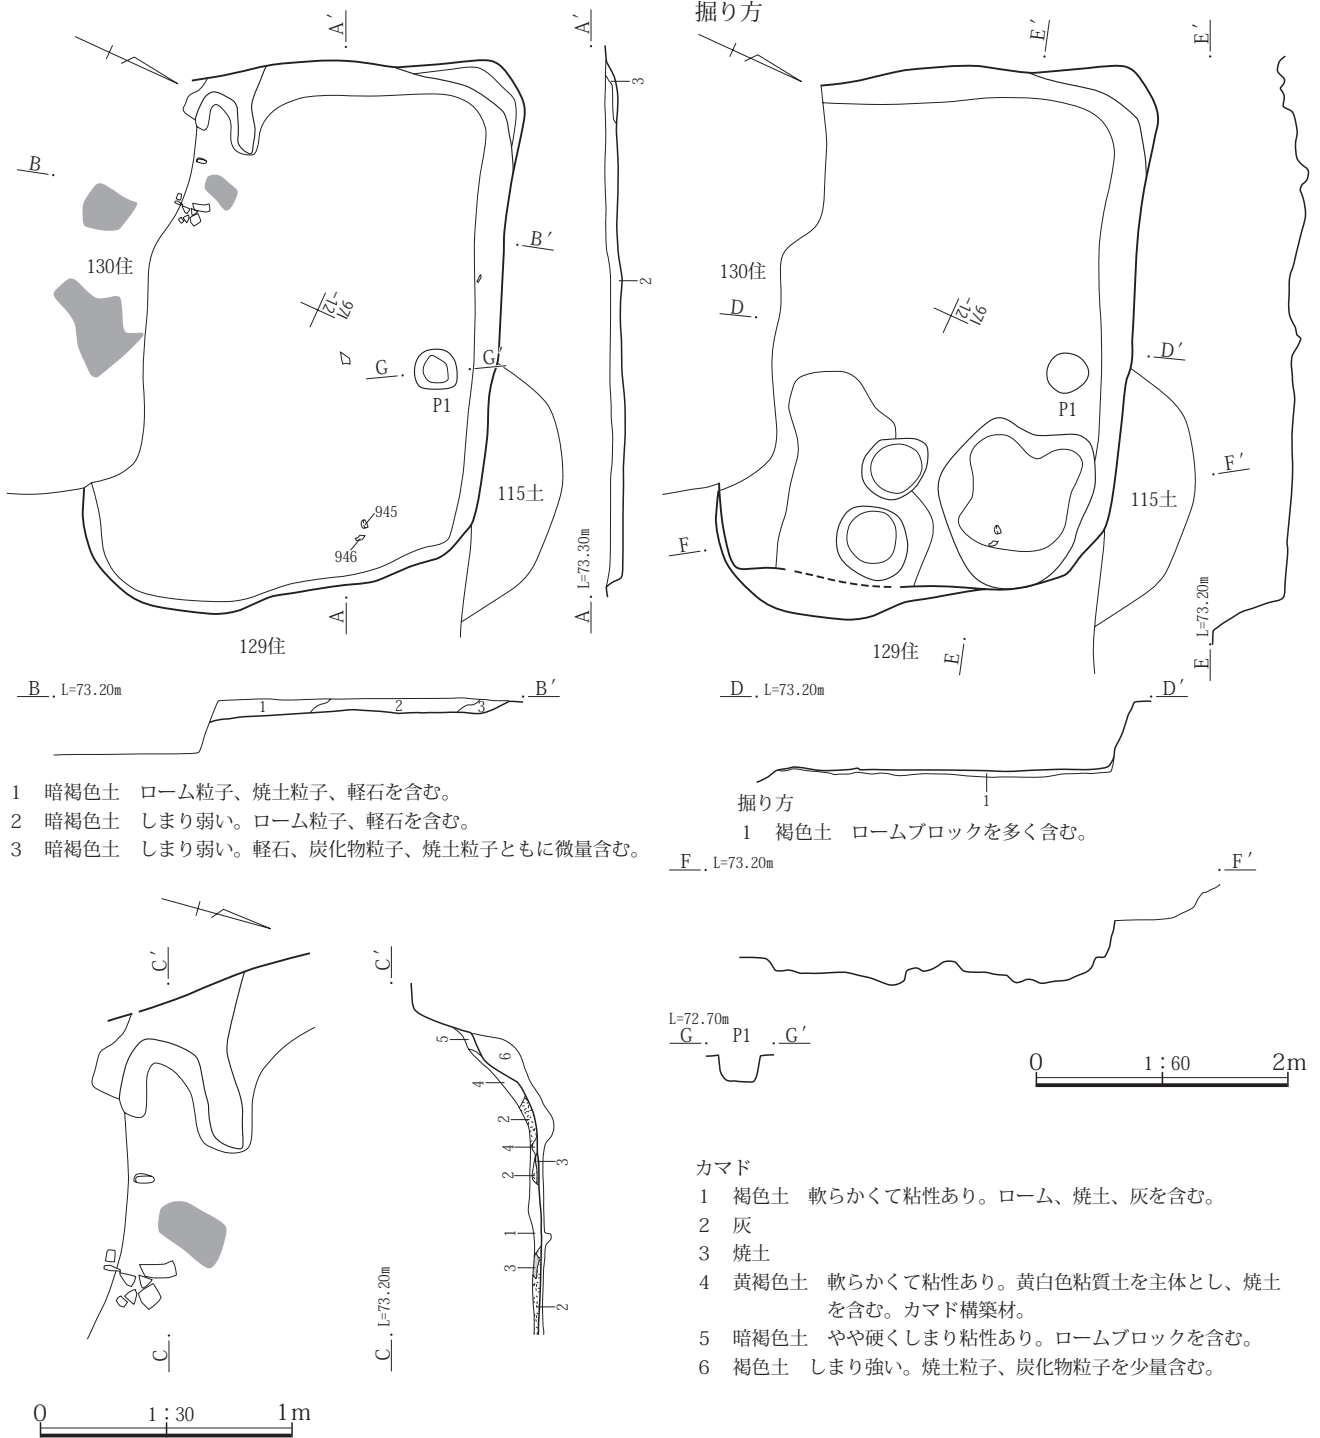 掘り方
A′
A′
E′
E′
3
B
B′
130住
2
971
-12
G
G′
P1
115土
945
946
A
A L=73.30m
129住
130住
D
971
-12
D′
P1
F′
115土
F
129住
E
E L=73.20m
B L=73.20m B′
1 2 3
D L=73.20m D′
1
1 暗褐色土 ローム粒子、焼土粒子、軽石を含む。
2 暗褐色土 しまり弱い。ローム粒子、軽石を含む。
3 暗褐色土 しまり弱い。軽石、炭化物粒子、焼土粒子ともに微量含む。
掘り方
1 褐色土 ロームブロックを多く含む。
F L=73.20m F′
C′
C′
5
6
4
2
4
3
2
1
3
2
C
C L=73.20m
L=72.70m
G P1 G′
0 1：60 2m
カマド
1 褐色土 軟らかくて粘性あり。ローム、焼土、灰を含む。
2 灰
3 焼土
4 黄褐色土 軟らかくて粘性あり。黄白色粘質土を主体とし、焼土
を含む。カマド構築材。
5 暗褐色土 やや硬くしまり粘性あり。ロームブロックを含む。
6 褐色土 しまり強い。焼土粒子、炭化物粒子を少量含む。
0 1：30 1m